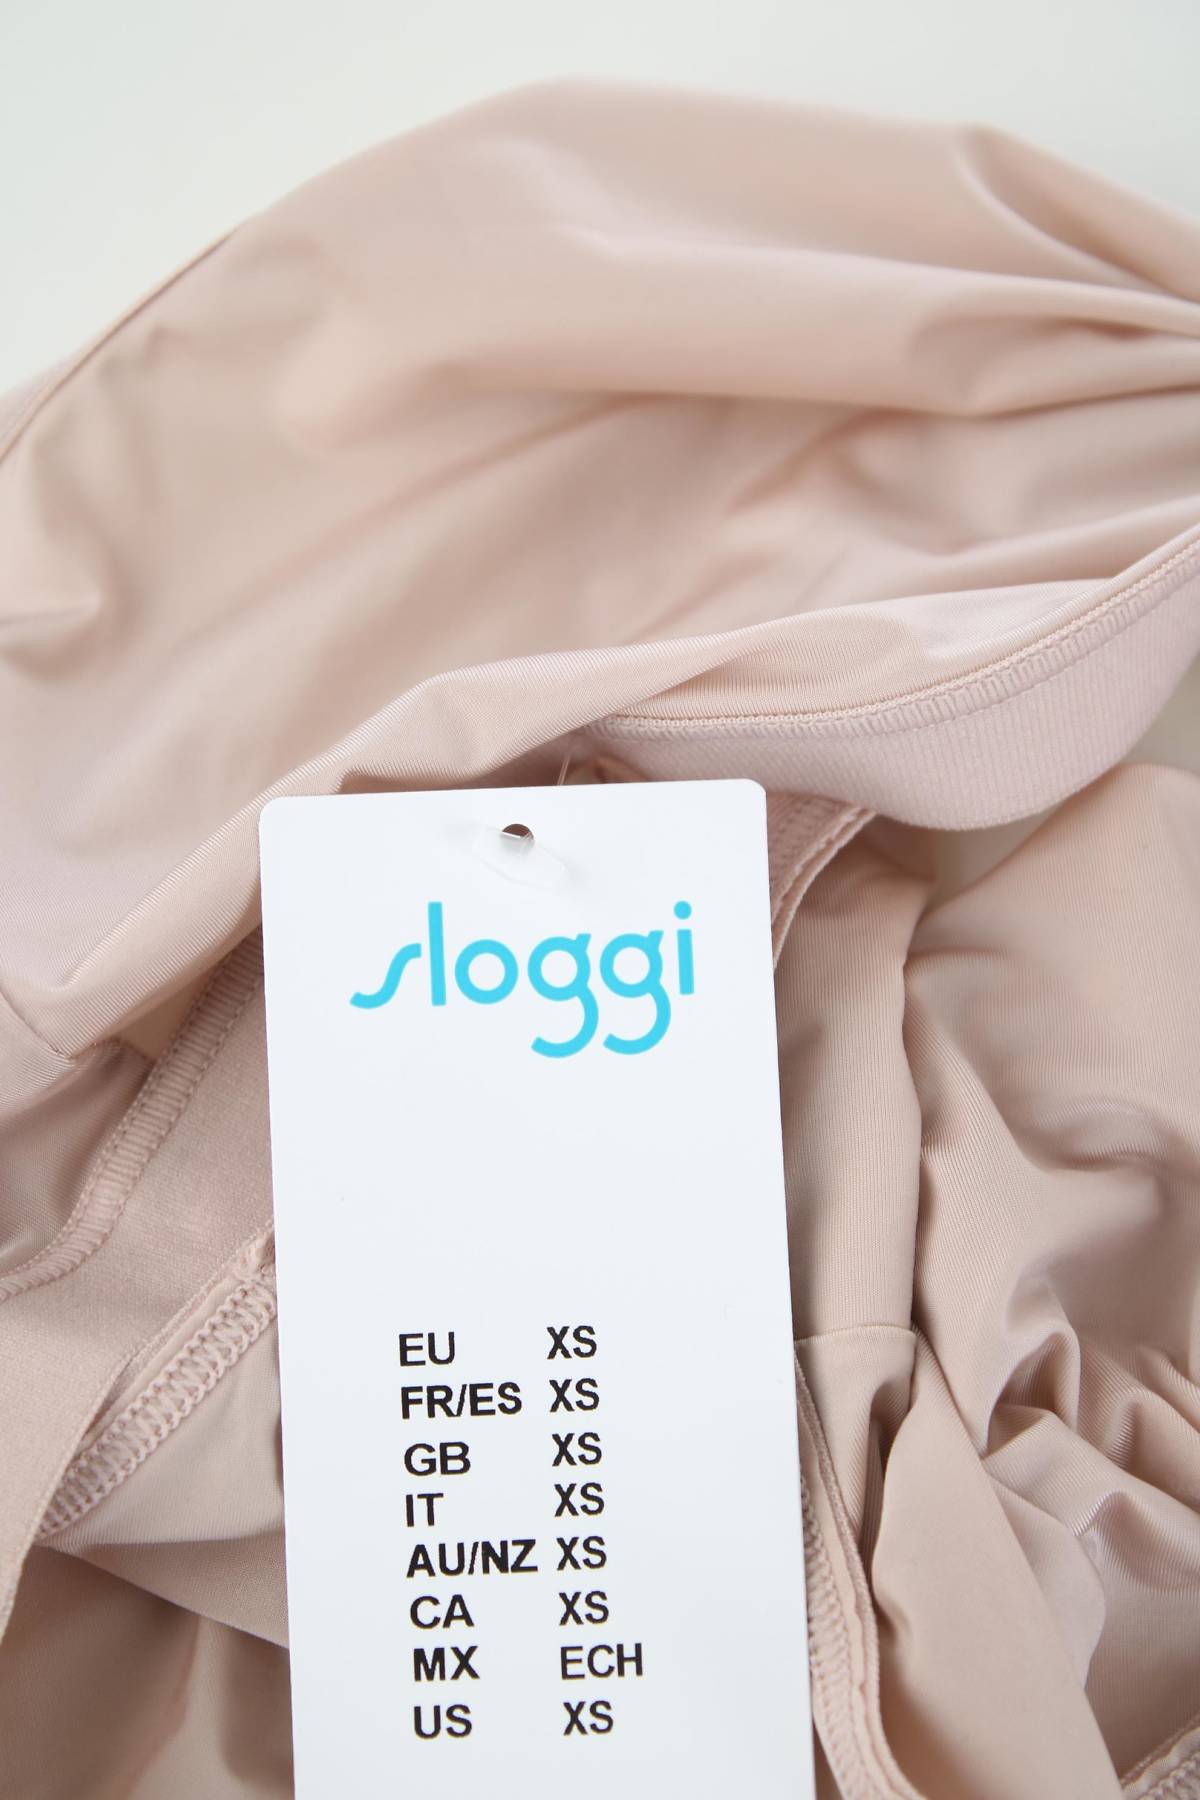 sloggi
EU XS
FR/ES XS
GB XS
IT XS
AU/NZ XS
CA XS
MX ECH
US XS